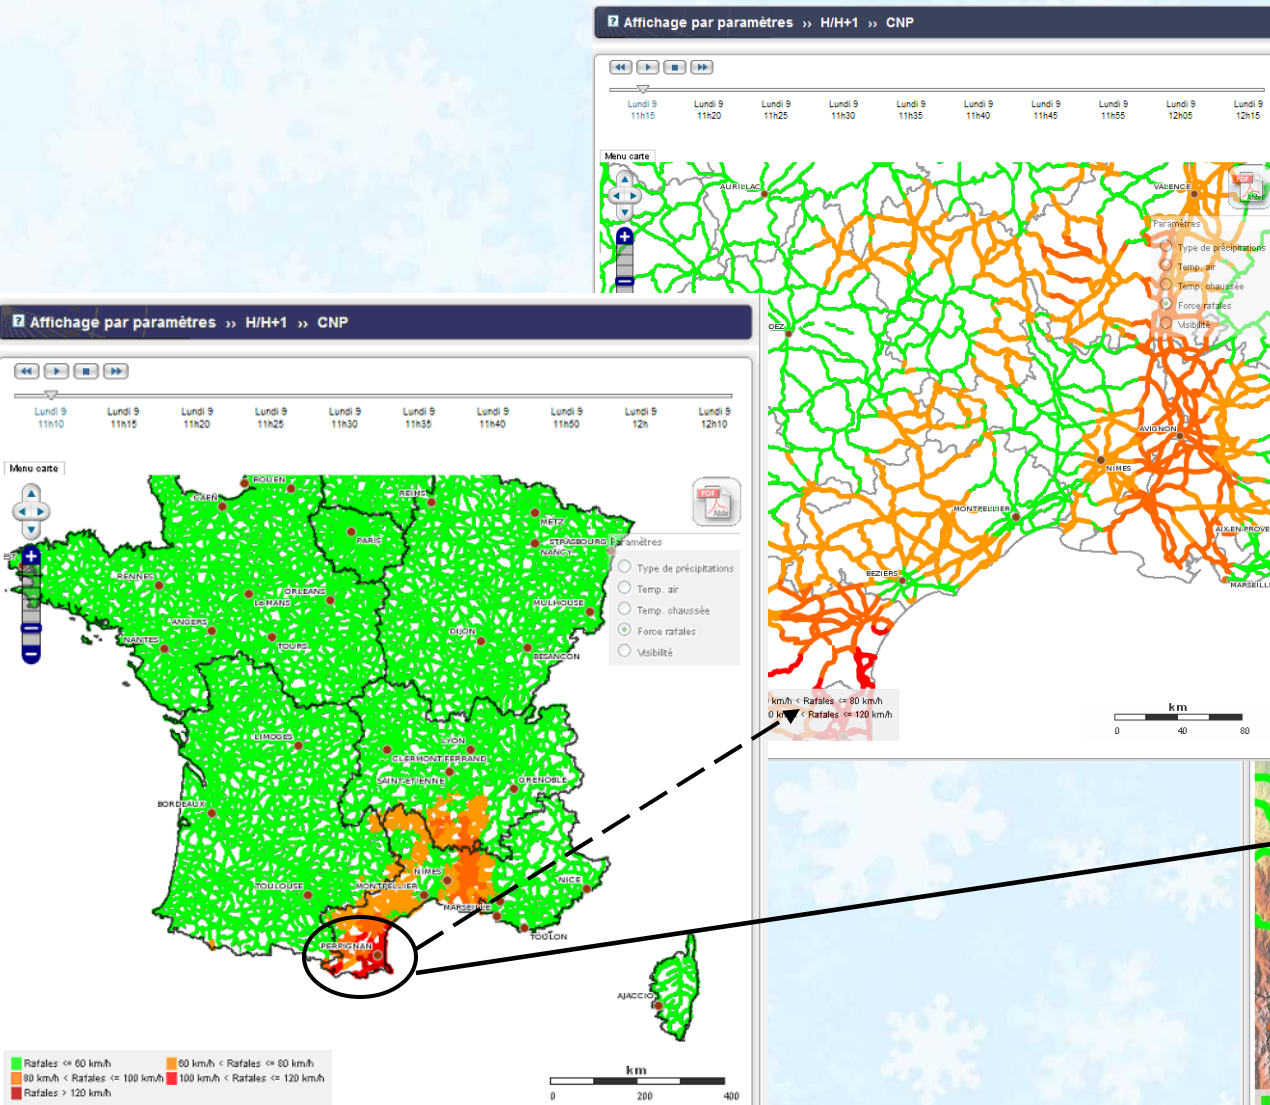 Affichage par paramètres ›› H/H+1 ›› CNP
Lundi 9 Lundi 9 Lundi 9 Lundi 9 Lundi 9 Lundi 9 Lundi 9 Lundi 9 Lundi 9 Lundi 9
11h15 11h20 11h25 11h30 11h35 11h40 11h45 11h55 12h05 12h15
Menu carte
AURILLAC
VALENCE
PDF
Adobe
Paramètres
Type de précipitations
Temp. air
Temp. chaussée
Force rafales
Visibilité
DEZ
AVIGNON
NIMES
MONTPELLIER
AIX-EN-PROVE
BEZIERS
MARSEILL
km/h < Rafales <= 80 km/h
0 km/h < Rafales <= 120 km/h
km
0 40 80
Affichage par paramètres ›› H/H+1 ›› CNP
Lundi 9 Lundi 9 Lundi 9 Lundi 9 Lundi 9 Lundi 9 Lundi 9 Lundi 9 Lundi 9 Lundi 9
11h10 11h15 11h20 11h25 11h30 11h35 11h40 11h50 12h 12h10
Menu carte
ROUEN
CAEN
REIMS
PDF
Adobe
METZ
PARIS
STRASBOURG
NANCY
Paramètres
Type de précipitations
Temp. air
Temp. chaussée
Force rafales
Visibilité
RENNES
ORLEANS
Le MANS
MULHOUSE
ANGERS
NANTES
TOURS
DIJON
BESANCON
LIMOGES
LYON
CLERMONT FERRAND
SAINT-ETIENNE
GRENOBLE
BORDEAUX
NIMES
TOULOUSE
MONTPELLIER
NICE
MARSEILLE
TOULON
PERPIGNAN
AJACCIO
Rafales <= 60 km/h
60 km/h < Rafales <= 80 km/h
80 km/h < Rafales <= 100 km/h
100 km/h < Rafales <= 120 km/h
Rafales > 120 km/h
km
0 200 400